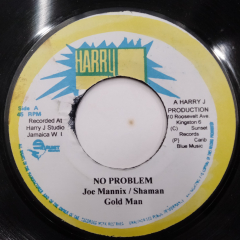 HARRY J
Side A
45 RPM
Recorded At
Harry J Studio
Jamaica W I
A HARRY J
PRODUCTION
10 Roosevelt Ave
Kingston 6
(C) Sunset
Records
(P) Carib
Blue Music
NO PROBLEM
Joe Mannix / Shaman
Gold Man